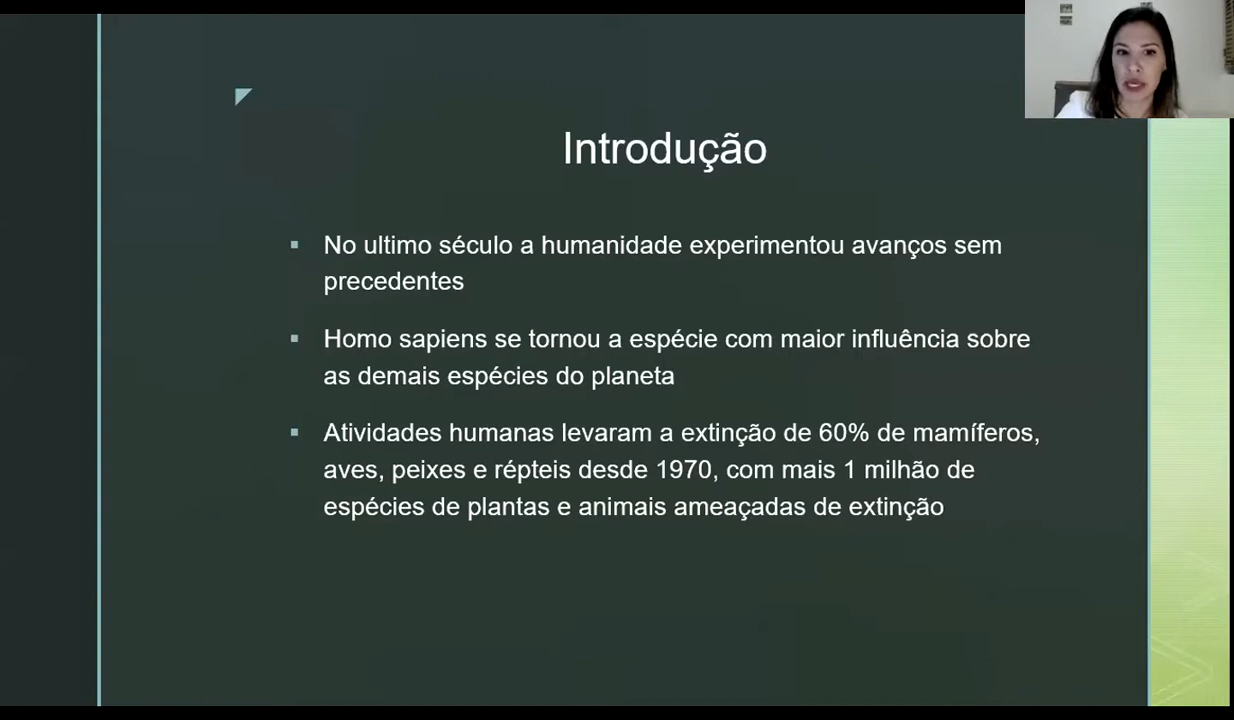 Introdução
No ultimo século a humanidade experimentou avanços sem
precedentes
Homo sapiens se tornou a espécie com maior influência sobre
as demais espécies do planeta
Atividades humanas levaram a extinção de 60% de mamíferos,
aves, peixes e répteis desde 1970, com mais 1 milhão de
espécies de plantas e animais ameaçadas de extinção